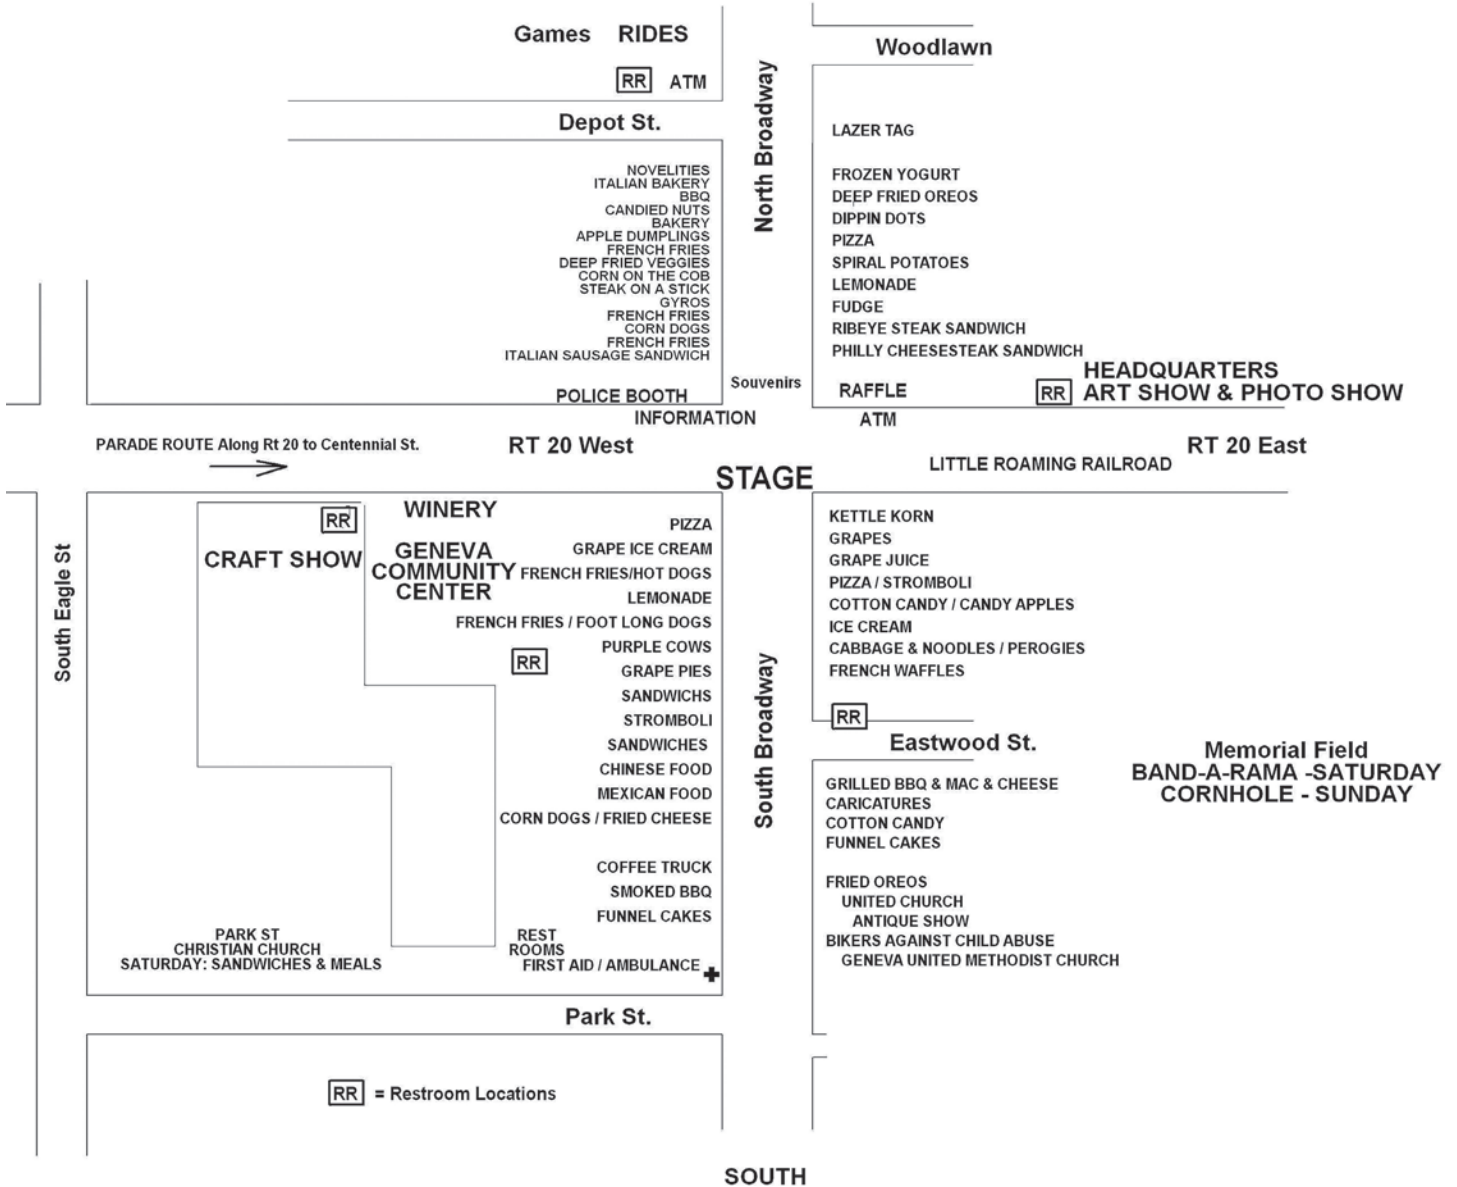 Games RIDES
RR ATM
Woodlawn
Depot St.
North Broadway
NOVELITIES
ITALIAN BAKERY
BBQ
CANDIED NUTS
BAKERY
APPLE DUMPLINGS
FRENCH FRIES
DEEP FRIED VEGGIES
CORN ON THE COB
STEAK ON A STICK
GYROS
FRENCH FRIES
CORN DOGS
FRENCH FRIES
ITALIAN SAUSAGE SANDWICH
POLICE BOOTH
INFORMATION
Souvenirs
LAZER TAG
FROZEN YOGURT
DEEP FRIED OREOS
DIPPIN DOTS
PIZZA
SPIRAL POTATOES
LEMONADE
FUDGE
RIBEYE STEAK SANDWICH
PHILLY CHEESESTEAK SANDWICH
RAFFLE
ATM
HEADQUARTERS
RR ART SHOW & PHOTO SHOW
PARADE ROUTE Along Rt 20 to Centennial St.
RT 20 West
RT 20 East
STAGE
LITTLE ROAMING RAILROAD
South Eagle St
RR
CRAFT SHOW
WINERY
GENEVA
COMMUNITY
CENTER
PIZZA
GRAPE ICE CREAM
FRENCH FRIES/HOT DOGS
LEMONADE
FRENCH FRIES / FOOT LONG DOGS
PURPLE COWS
RR
GRAPE PIES
SANDWICHS
STROMBOLI
SANDWICHES
CHINESE FOOD
MEXICAN FOOD
CORN DOGS / FRIED CHEESE
COFFEE TRUCK
SMOKED BBQ
FUNNEL CAKES
South Broadway
KETTLE KORN
GRAPES
GRAPE JUICE
PIZZA / STROMBOLI
COTTON CANDY / CANDY APPLES
ICE CREAM
CABBAGE & NOODLES / PEROGIES
FRENCH WAFFLES
RR
Eastwood St.
Memorial Field
BAND-A-RAMA -SATURDAY
CORNHOLE - SUNDAY
GRILLED BBQ & MAC & CHEESE
CARICATURES
COTTON CANDY
FUNNEL CAKES
FRIED OREOS
UNITED CHURCH
ANTIQUE SHOW
BIKERS AGAINST CHILD ABUSE
GENEVA UNITED METHODIST CHURCH
PARK ST
CHRISTIAN CHURCH
SATURDAY: SANDWICHES & MEALS
REST
ROOMS
FIRST AID / AMBULANCE
Park St.
RR = Restroom Locations
SOUTH